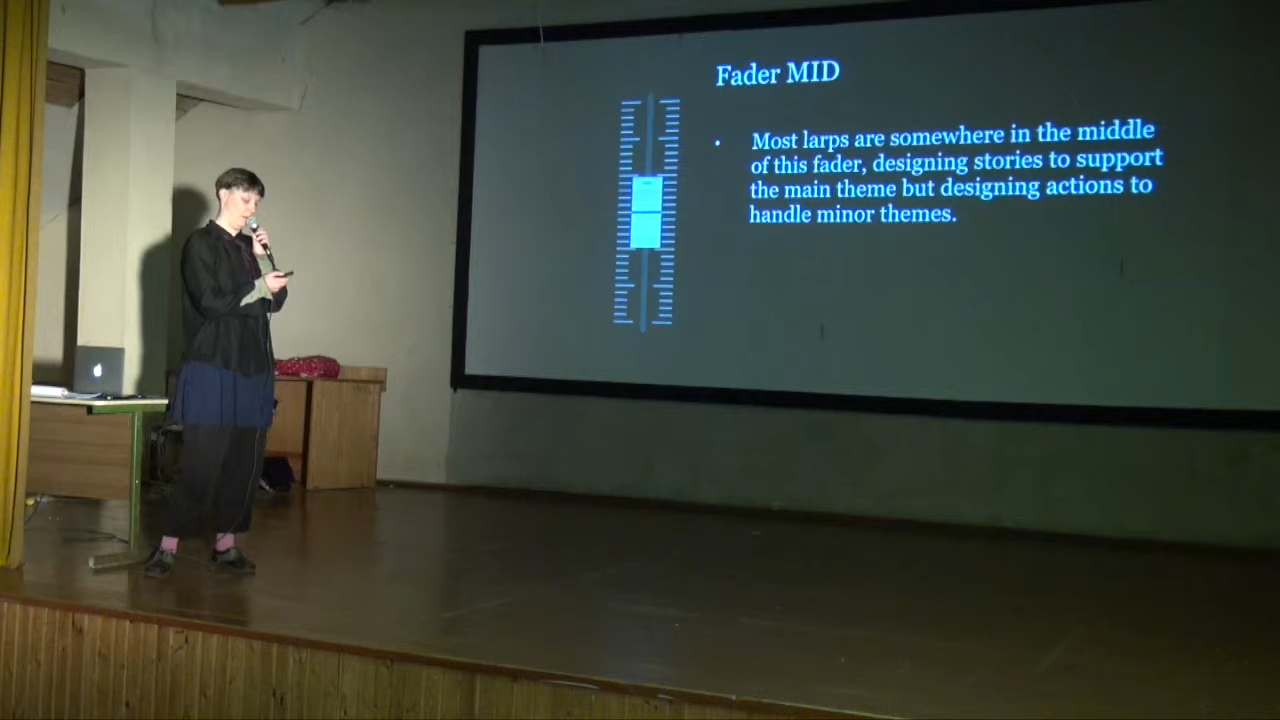 Fader MID
• Most larps are somewhere in the middle
of this fader, designing stories to support
the main theme but designing actions to
handle minor themes.